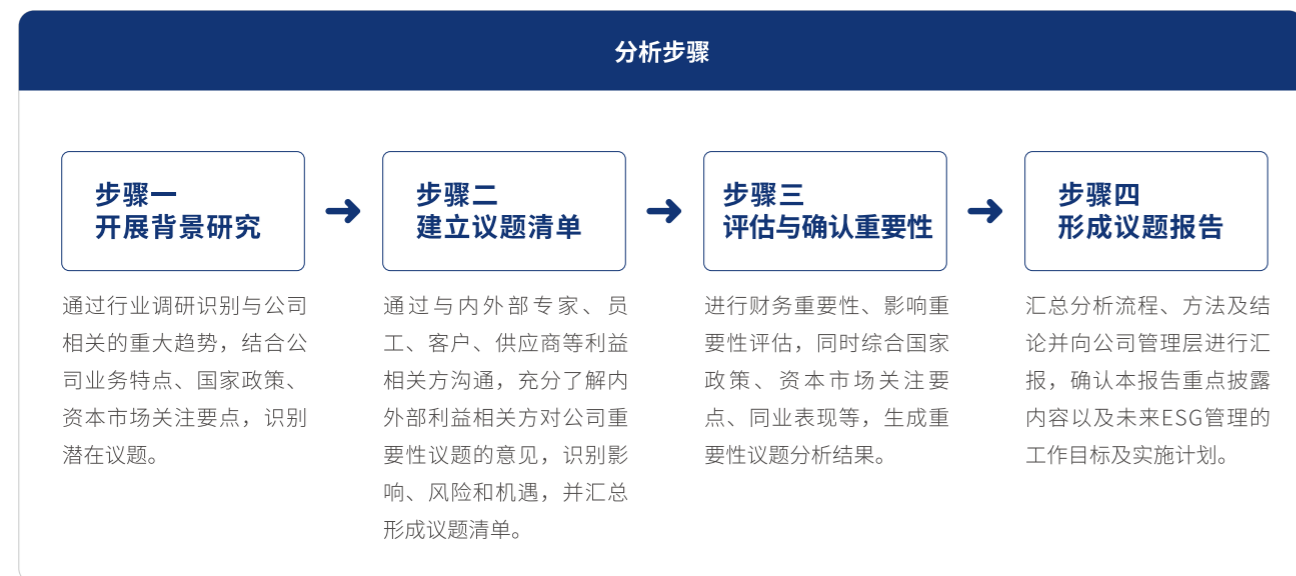 分析步骤
步骤一
开展背景研究
通过行业调研识别与公司
相关的重大趋势，结合公
司业务特点、国家政策、
资本市场关注要点，识别
潜在议题。
步骤二
建立议题清单
通过与内外部专家、员
工、客户、供应商等利益
相关方沟通，充分了解内
外部利益相关方对公司重
要性议题的意见，识别影
响、风险和机遇，并汇总
形成议题清单。
步骤三
评估与确认重要性
进行财务重要性、影响重
要性评估，同时综合国家
政策、资本市场关注要
点、同业表现等，生成重
要性议题分析结果。
步骤四
形成议题报告
汇总分析流程、方法及结
论并向公司管理层进行汇
报，确认本报告重点披露
内容以及未来ESG管理的
工作目标及实施计划。